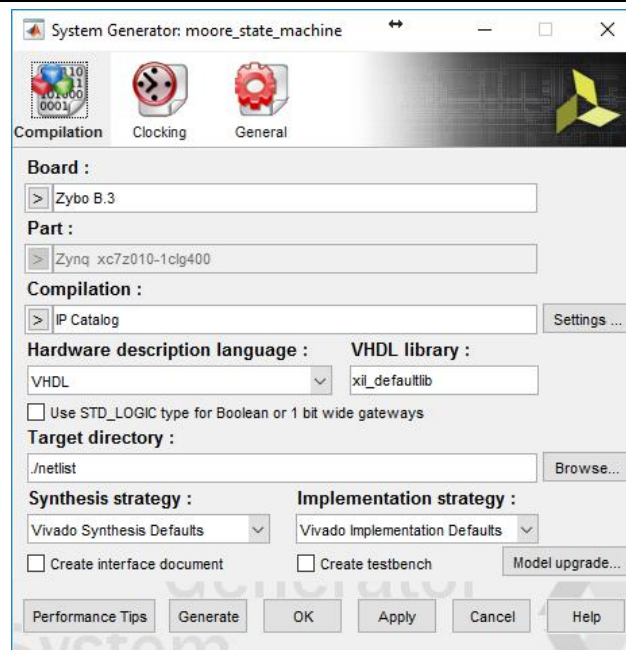 System Generator: moore_state_machine
Compilation Clocking General
Board :
> Zybo B.3
Part :
> Zynq xc7z010-1clg400
Compilation :
> IP Catalog Settings ...
Hardware description language : VHDL library :
VHDL xil_defaultlib
Use STD_LOGIC type for Boolean or 1 bit wide gateways
Target directory :
./netlist Browse...
Synthesis strategy : Implementation strategy :
Vivado Synthesis Defaults Vivado Implementation Defaults
Create interface document Create testbench Model upgrade...
Generator
Performance Tips Generate OK Apply Cancel Help
System